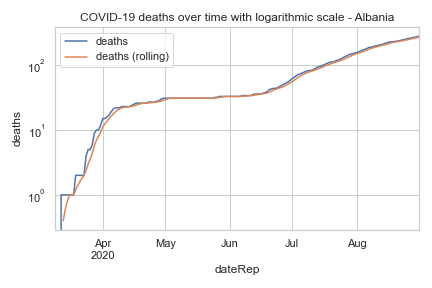 COVID-19 deaths over time with logarithmic scale - Albania
deaths
deaths (rolling)
10²
10¹
10⁰
deaths
Apr
2020
May
Jun
Jul
Aug
dateRep